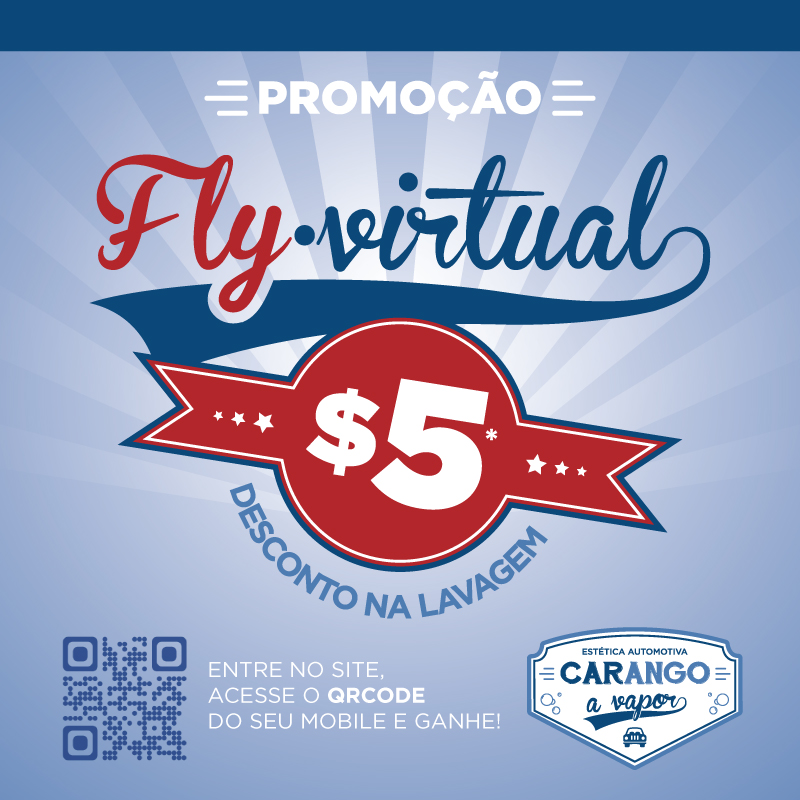 PROMOÇÃO
Fly•virtual
$5*
DESCONTO NA LAVAGEM
ENTRE NO SITE,
ACESSE O QRCODE
DO SEU MOBILE E GANHE!
ESTÉTICA AUTOMOTIVA
CARANGO
a vapor